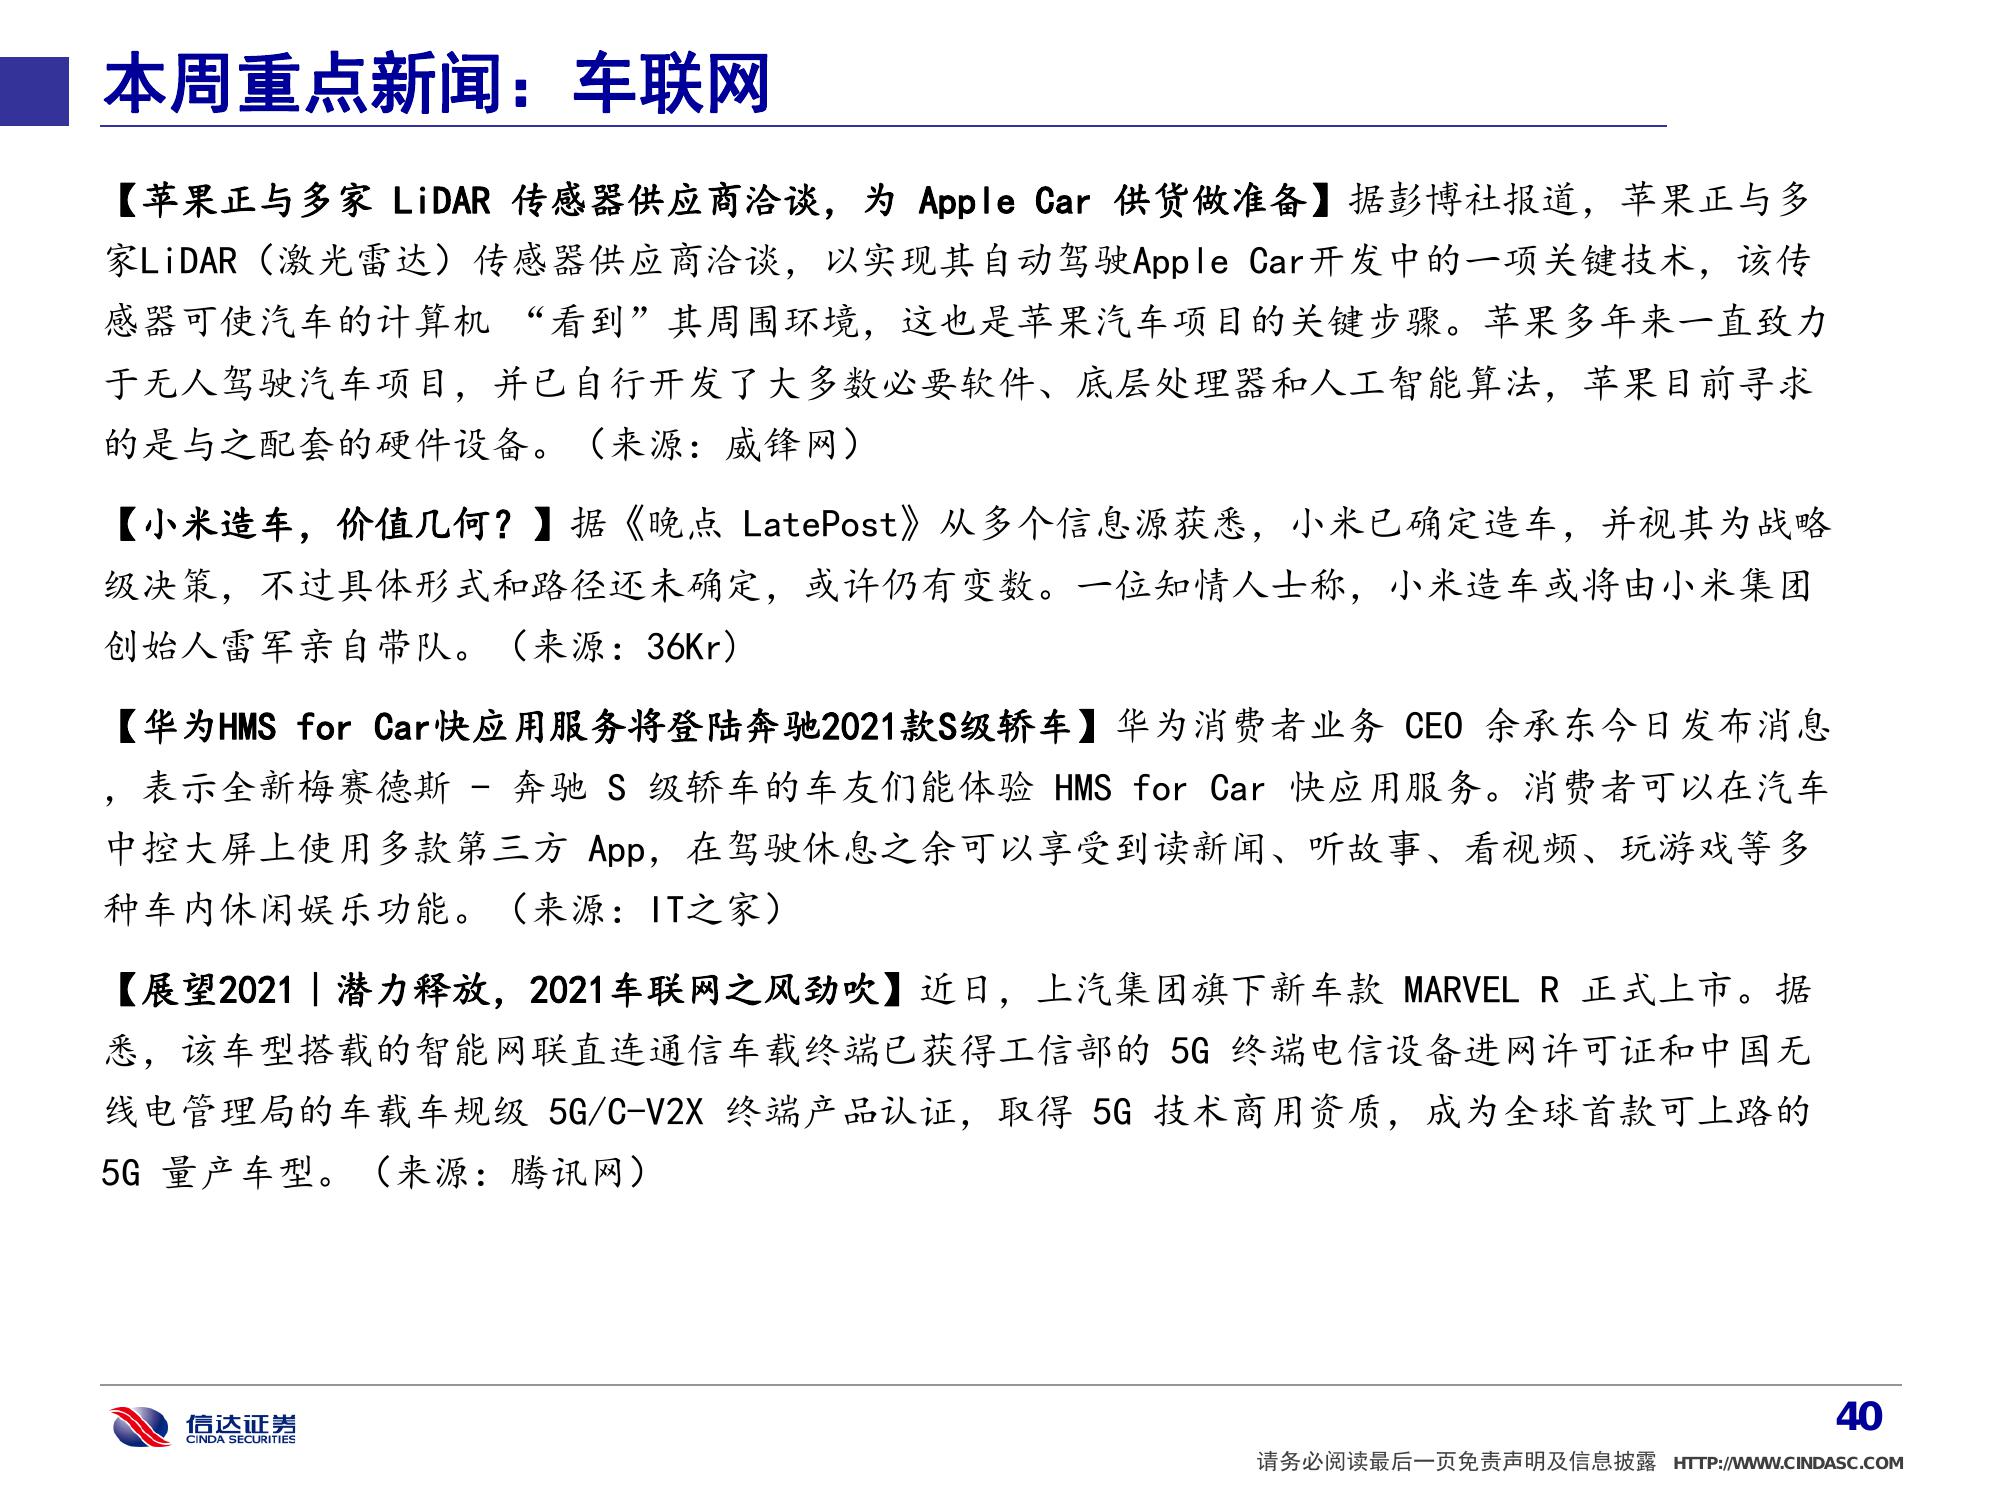 本周重点新闻：车联网
【苹果正与多家 LiDAR 传感器供应商洽谈，为 Apple Car 供货做准备】据彭博社报道，苹果正与多
家LiDAR（激光雷达）传感器供应商洽谈，以实现其自动驾驶Apple Car开发中的一项关键技术，该传
感器可使汽车的计算机 “看到”其周围环境，这也是苹果汽车项目的关键步骤。苹果多年来一直致力
于无人驾驶汽车项目，并已自行开发了大多数必要软件、底层处理器和人工智能算法，苹果目前寻求
的是与之配套的硬件设备。（来源：威锋网）
【小米造车，价值几何？】据《晚点 LatePost》从多个信息源获悉，小米已确定造车，并视其为战略
级决策，不过具体形式和路径还未确定，或许仍有变数。一位知情人士称，小米造车或将由小米集团
创始人雷军亲自带队。（来源：36Kr）
【华为HMS for Car快应用服务将登陆奔驰2021款S级轿车】华为消费者业务 CEO 余承东今日发布消息
，表示全新梅赛德斯 - 奔驰 S 级轿车的车友们能体验 HMS for Car 快应用服务。消费者可以在汽车
中控大屏上使用多款第三方 App，在驾驶休息之余可以享受到读新闻、听故事、看视频、玩游戏等多
种车内休闲娱乐功能。（来源：IT之家）
【展望2021｜潜力释放，2021车联网之风劲吹】近日，上汽集团旗下新车款 MARVEL R 正式上市。据
悉，该车型搭载的智能网联直连通信车载终端已获得工信部的 5G 终端电信设备进网许可证和中国无
线电管理局的车载车规级 5G/C-V2X 终端产品认证，取得 5G 技术商用资质，成为全球首款可上路的
5G 量产车型。（来源：腾讯网）
信达证券
CINDA SECURITIES
40
请务必阅读最后一页免责声明及信息披露 HTTP://WWW.CINDASC.COM